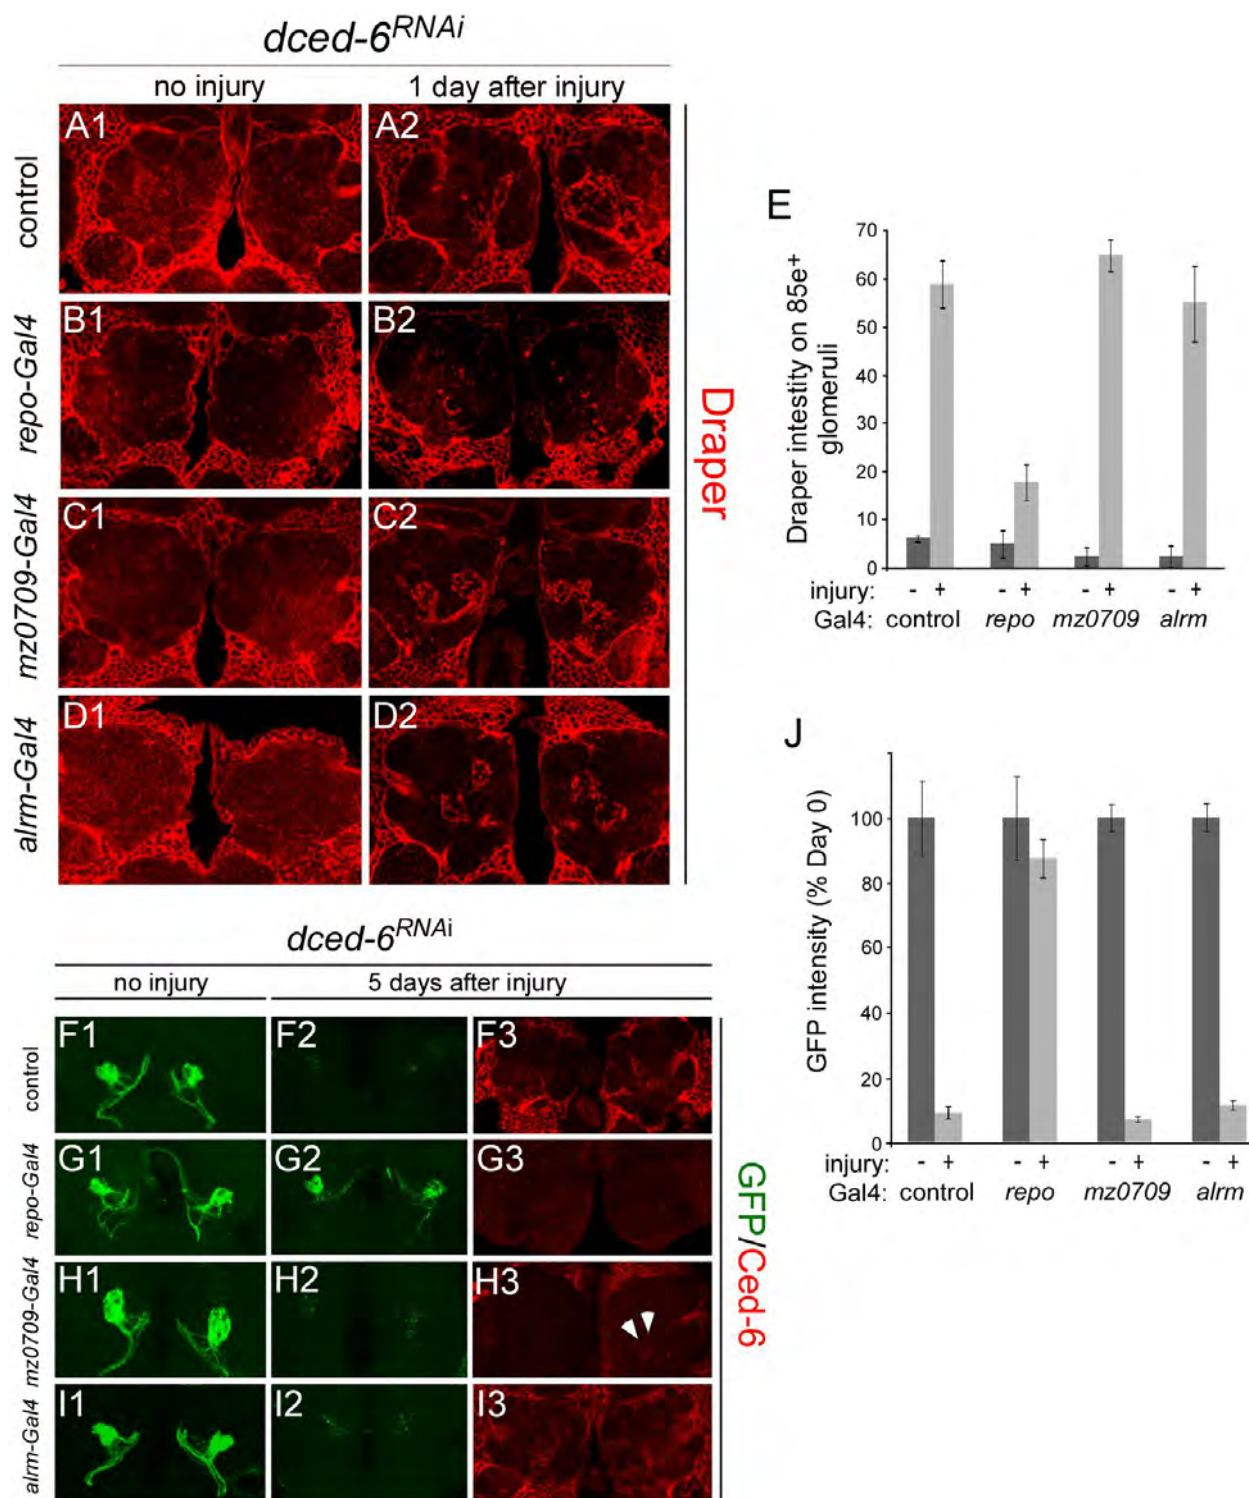 dced-6RNAi
no injury
1 day after injury
control
repo-Gal4
mz0709-Gal4
alrm-Gal4
A1
A2
B1
B2
C1
C2
D1
D2
Draper
E
Draper intestity on 85e+
glomeruli
70
60
50
40
30
20
10
0
injury: - + - + - + - +
Gal4: control repo mz0709 alrm
dced-6RNAi
no injury
5 days after injury
control
repo-Gal4
mz0709-Gal4
alrm-Gal4
F1
F2
F3
G1
G2
G3
H1
H2
H3
I1
I2
I3
GFP/Ced-6
J
GFP intensity (% Day 0)
100
80
60
40
20
0
injury: - + - + - + - +
Gal4: control repo mz0709 alrm